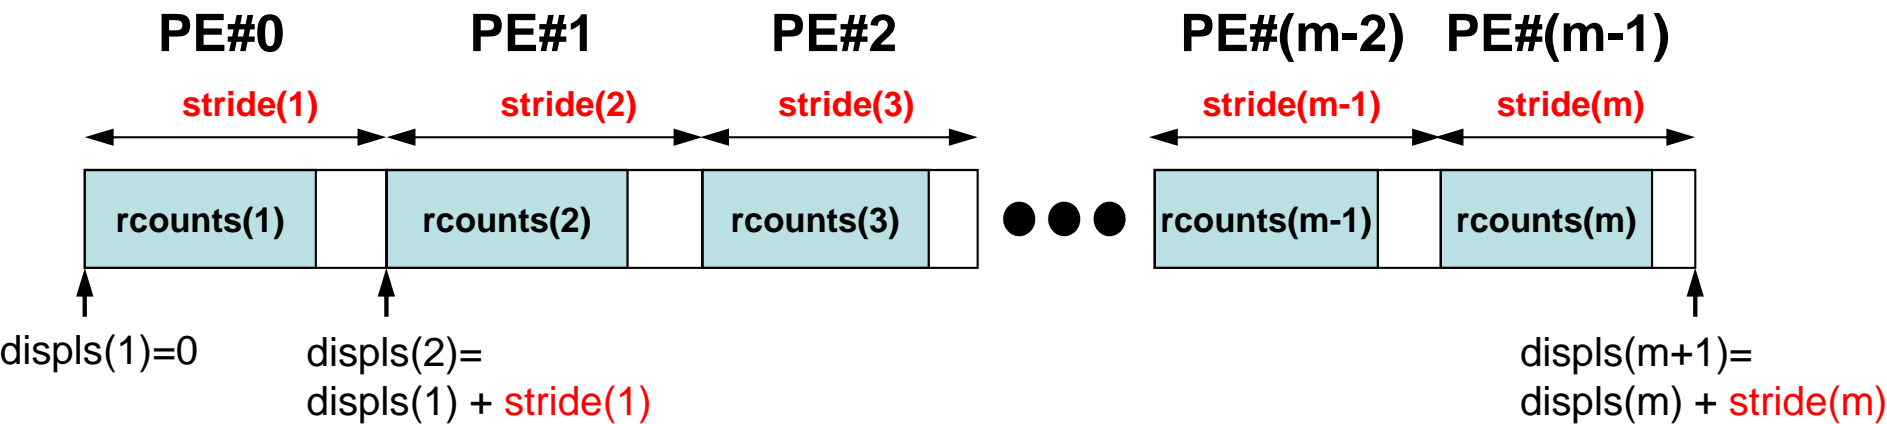 PE#0 PE#1 PE#2 PE#(m-2) PE#(m-1)
stride(1) stride(2) stride(3) stride(m-1) stride(m)
rcounts(1) rcounts(2) rcounts(3) rcounts(m-1) rcounts(m)
displs(1)=0 displs(2)= displs(m+1)=
displs(1) + stride(1) displs(m) + stride(m)